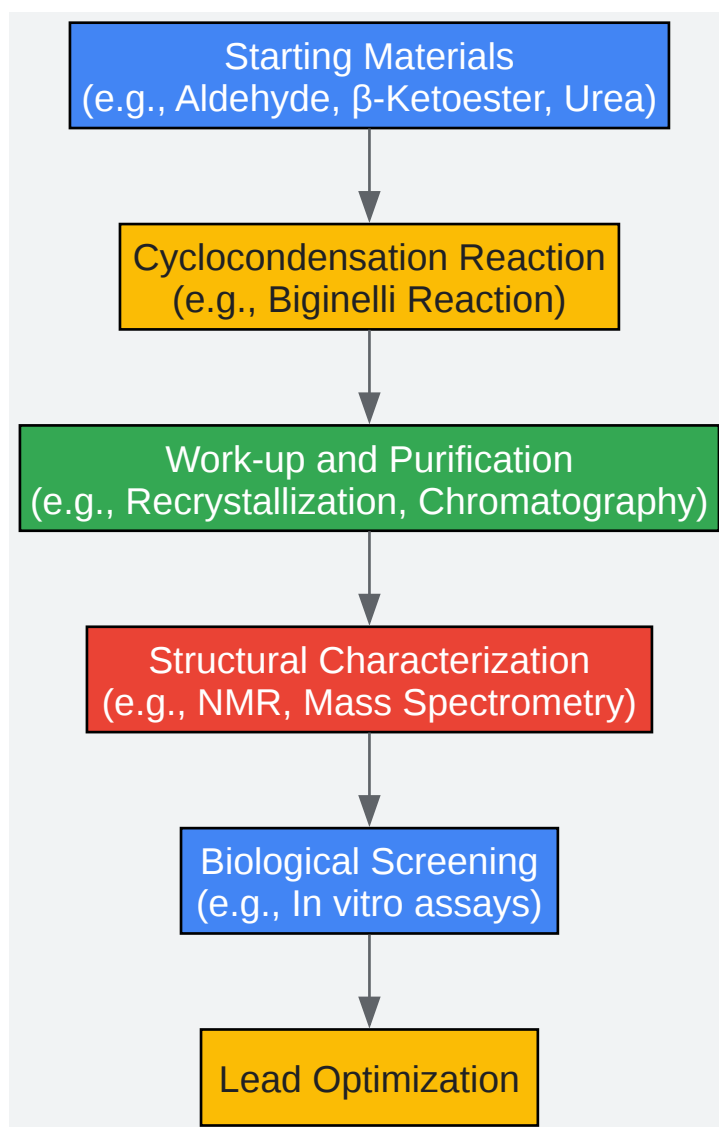 Starting Materials
(e.g., Aldehyde, β-Ketoester, Urea)
Cyclocondensation Reaction
(e.g., Biginelli Reaction)
Work-up and Purification
(e.g., Recrystallization, Chromatography)
Structural Characterization
(e.g., NMR, Mass Spectrometry)
Biological Screening
(e.g., In vitro assays)
Lead Optimization